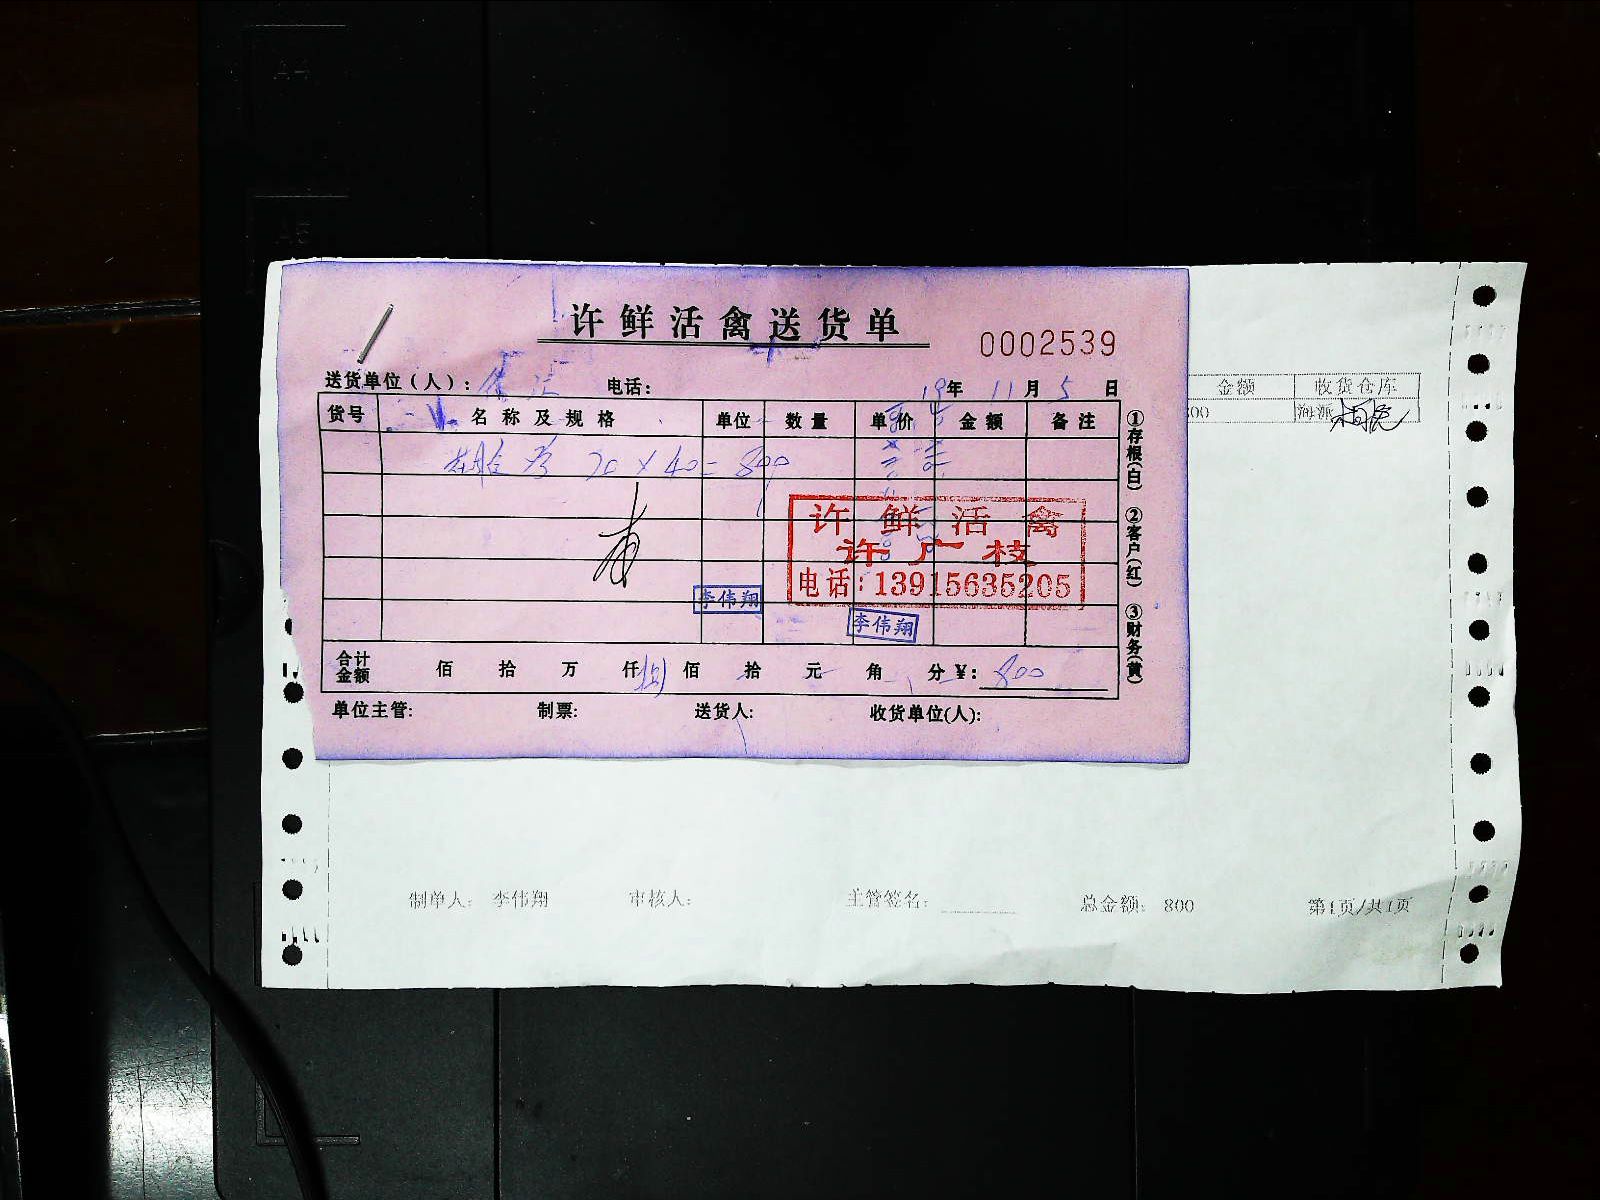 许鲜活禽送货单
0002539
送货单位（人）： 电话： 19年 11月 5日
货号 名称及规格 单位 数量 单价 金额 备注
20×40=800
许鲜活禽
许广枝
电话：13915635205
李伟翔
李伟翔
合计金额 佰 拾 万 仟 佰 拾 元 角 分 ¥： 800
单位主管： 制票： 送货人： 收货单位(人)：
①存根(白) ②客户(红) ③财务(黄)
金额 收货仓库
海派
制单人： 李伟翔 审核人： 主管签名： 总金额： 800 第1页/共1页
A4
A5